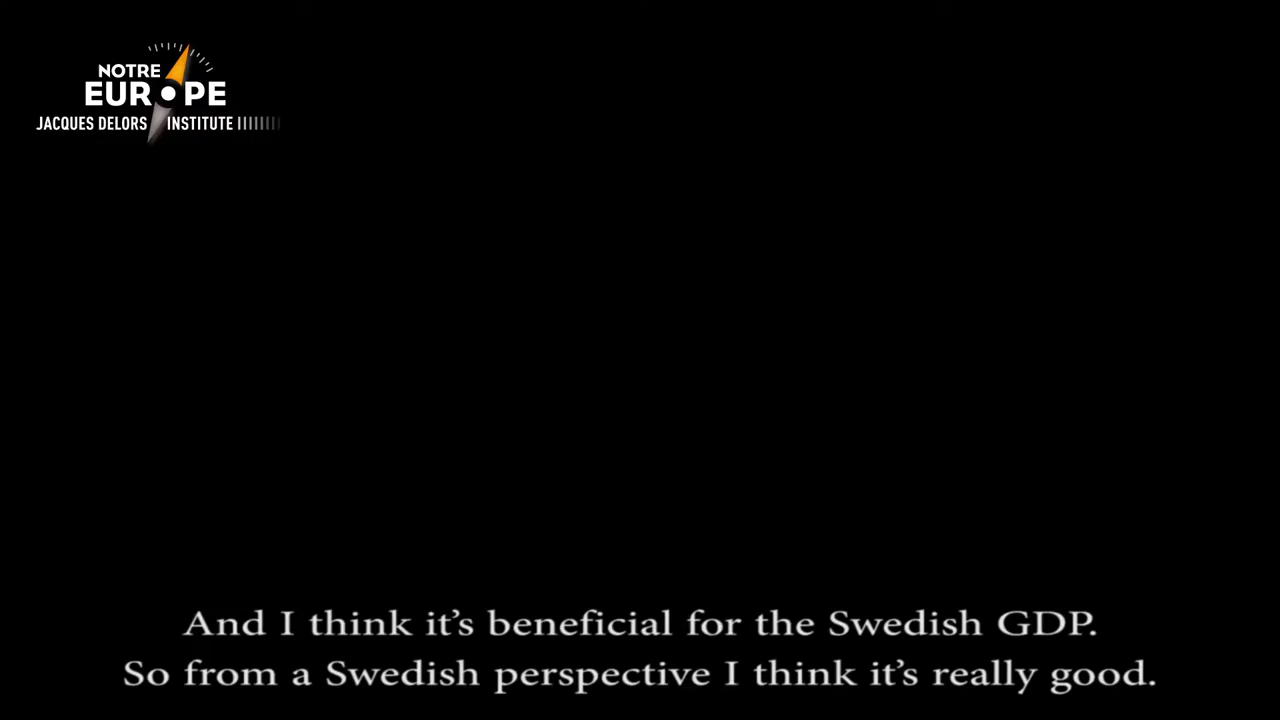 NOTRE
EUROPE
JACQUES DELORS INSTITUTE
And I think it's beneficial for the Swedish GDP.
So from a Swedish perspective I think it's really good.